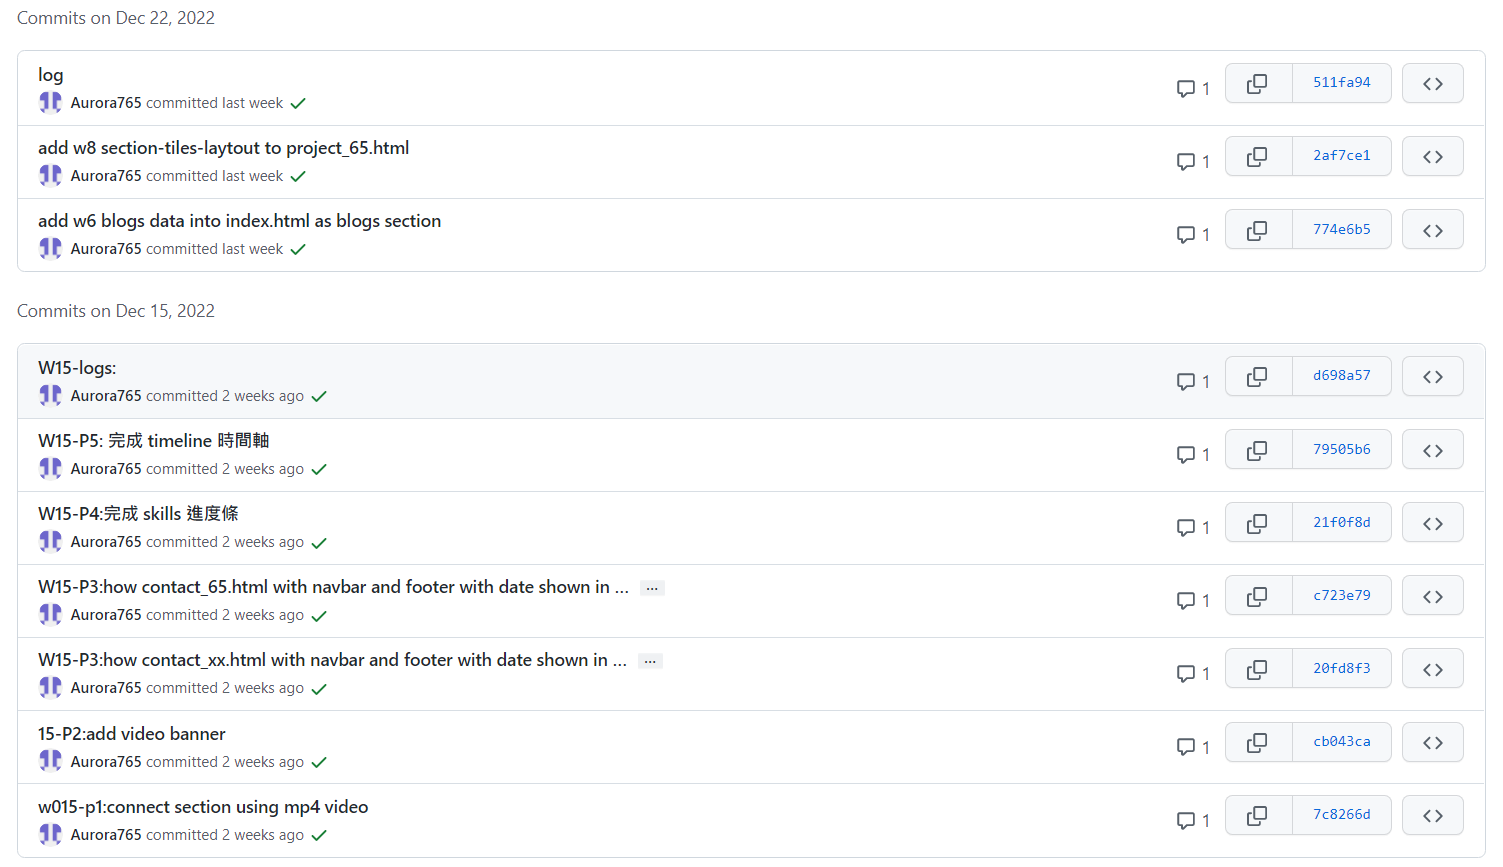 Commits on Dec 22, 2022
log
1
511fa94
Aurora765 committed last week
add w8 section-tiles-laytout to project_65.html
1
2af7ce1
Aurora765 committed last week
add w6 blogs data into index.html as blogs section
1
774e6b5
Aurora765 committed last week
Commits on Dec 15, 2022
W15-logs:
1
d698a57
Aurora765 committed 2 weeks ago
W15-P5: 完成 timeline 時間軸
1
79505b6
Aurora765 committed 2 weeks ago
W15-P4:完成 skills 進度條
1
21f0f8d
Aurora765 committed 2 weeks ago
W15-P3:how contact_65.html with navbar and footer with date shown in ...
1
c723e79
Aurora765 committed 2 weeks ago
W15-P3:how contact_xx.html with navbar and footer with date shown in ...
1
20fd8f3
Aurora765 committed 2 weeks ago
15-P2:add video banner
1
cb043ca
Aurora765 committed 2 weeks ago
w015-p1:connect section using mp4 video
1
7c8266d
Aurora765 committed 2 weeks ago